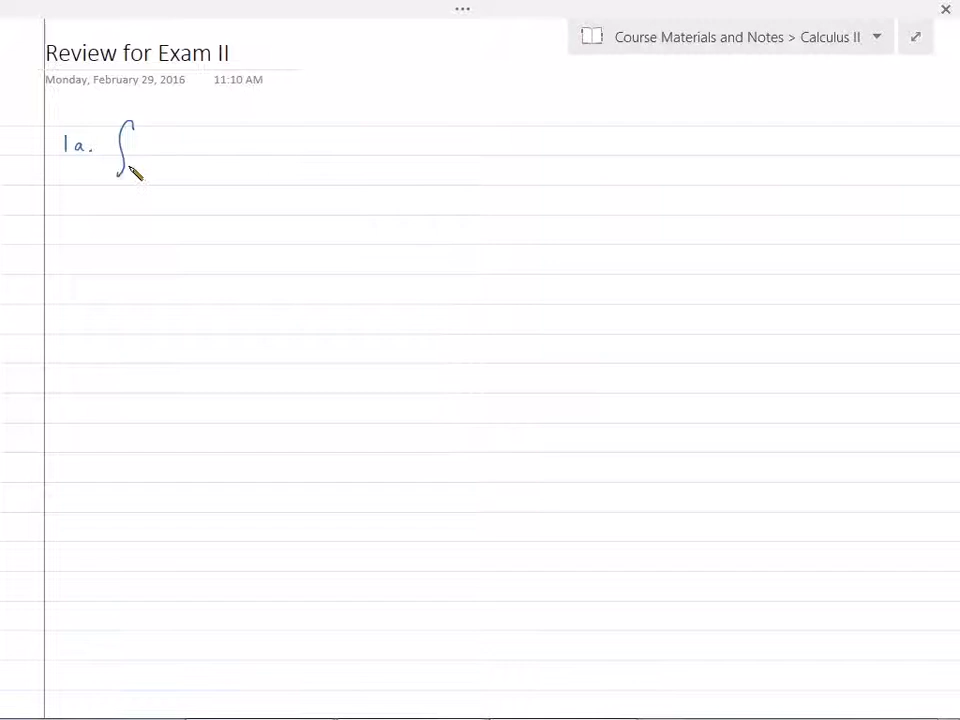 Course Materials and Notes > Calculus II
Review for Exam II
Monday, February 29, 2016 11:10 AM
1a. ∫